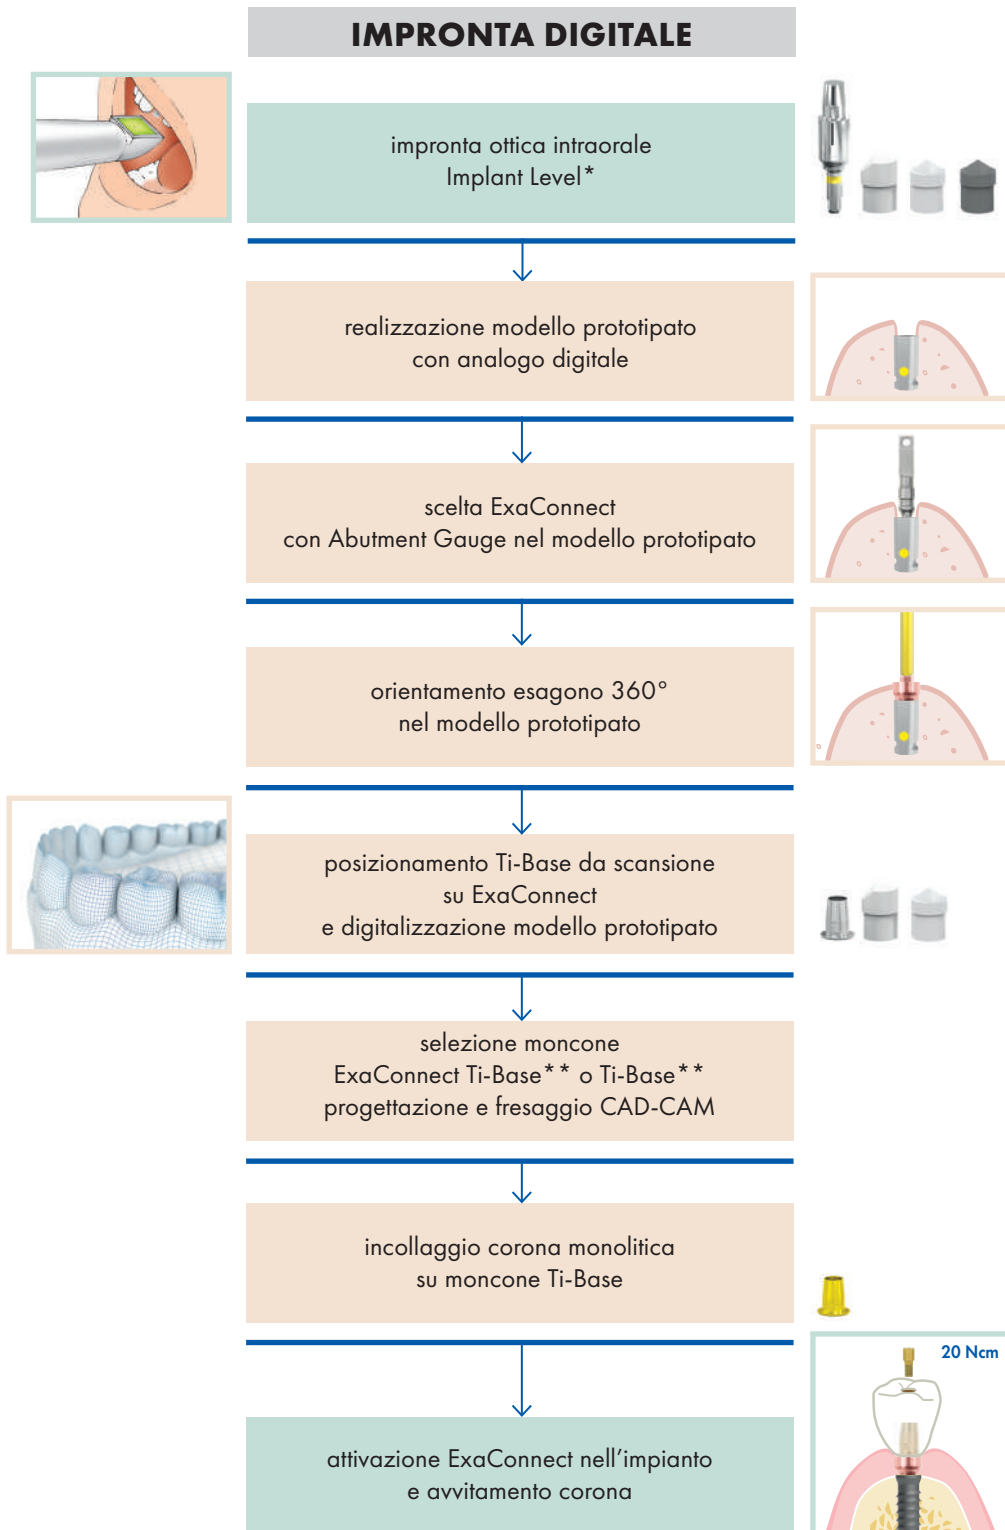 IMPRONTA DIGITALE
impronta ottica intraorale
Implant Level*
realizzazione modello prototipato
con analogo digitale
scelta ExaConnect
con Abutment Gauge nel modello prototipato
orientamento esagono 360°
nel modello prototipato
posizionamento Ti-Base da scansione
su ExaConnect
e digitalizzazione modello prototipato
selezione moncone
ExaConnect Ti-Base** o Ti-Base**
progettazione e fresaggio CAD-CAM
incollaggio corona monolitica
su moncone Ti-Base
20 Ncm
attivazione ExaConnect nell'impianto
e avvitamento corona